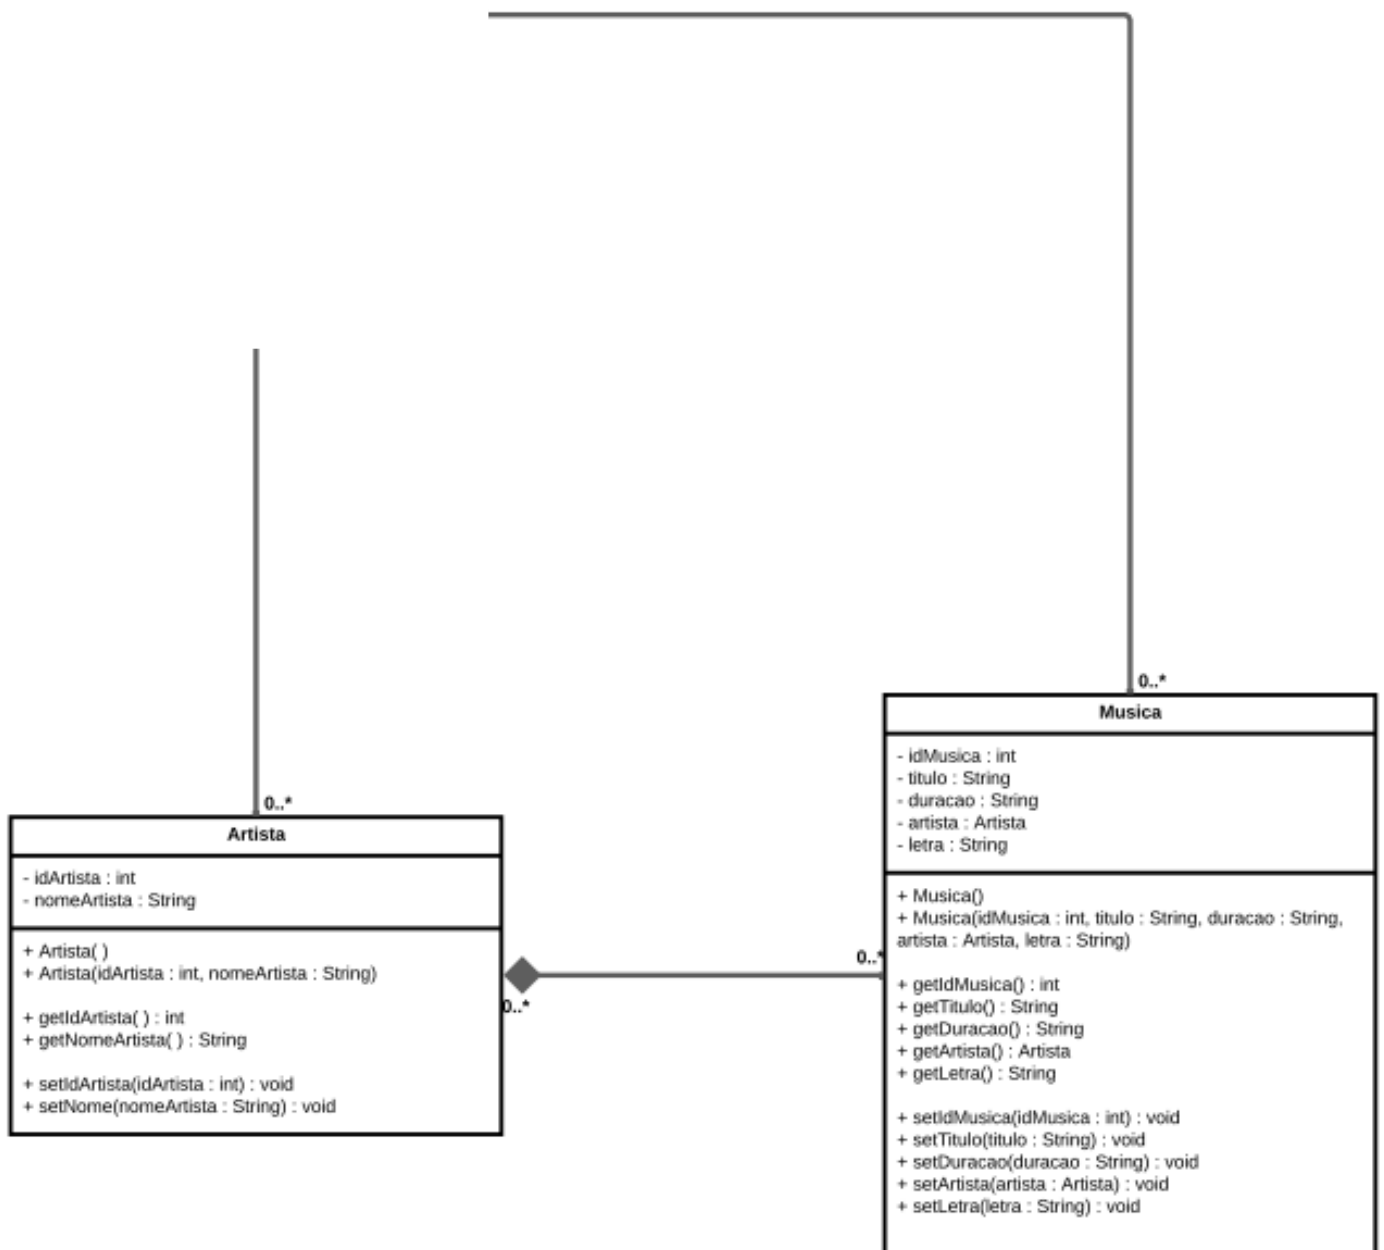 0..*
Artista
- idArtista : int
- nomeArtista : String
+ Artista( )
+ Artista(idArtista : int, nomeArtista : String)
+ getIdArtista( ) : int
+ getNomeArtista( ) : String
+ setIdArtista(idArtista : int) : void
+ setNome(nomeArtista : String) : void
0..*
0..*
0..*
Musica
- idMusica : int
- titulo : String
- duracao : String
- artista : Artista
- letra : String
+ Musica()
+ Musica(idMusica : int, titulo : String, duracao : String,
artista : Artista, letra : String)
+ getIdMusica() : int
+ getTitulo() : String
+ getDuracao() : String
+ getArtista() : Artista
+ getLetra() : String
+ setIdMusica(idMusica : int) : void
+ setTitulo(titulo : String) : void
+ setDuracao(duracao : String) : void
+ setArtista(artista : Artista) : void
+ setLetra(letra : String) : void